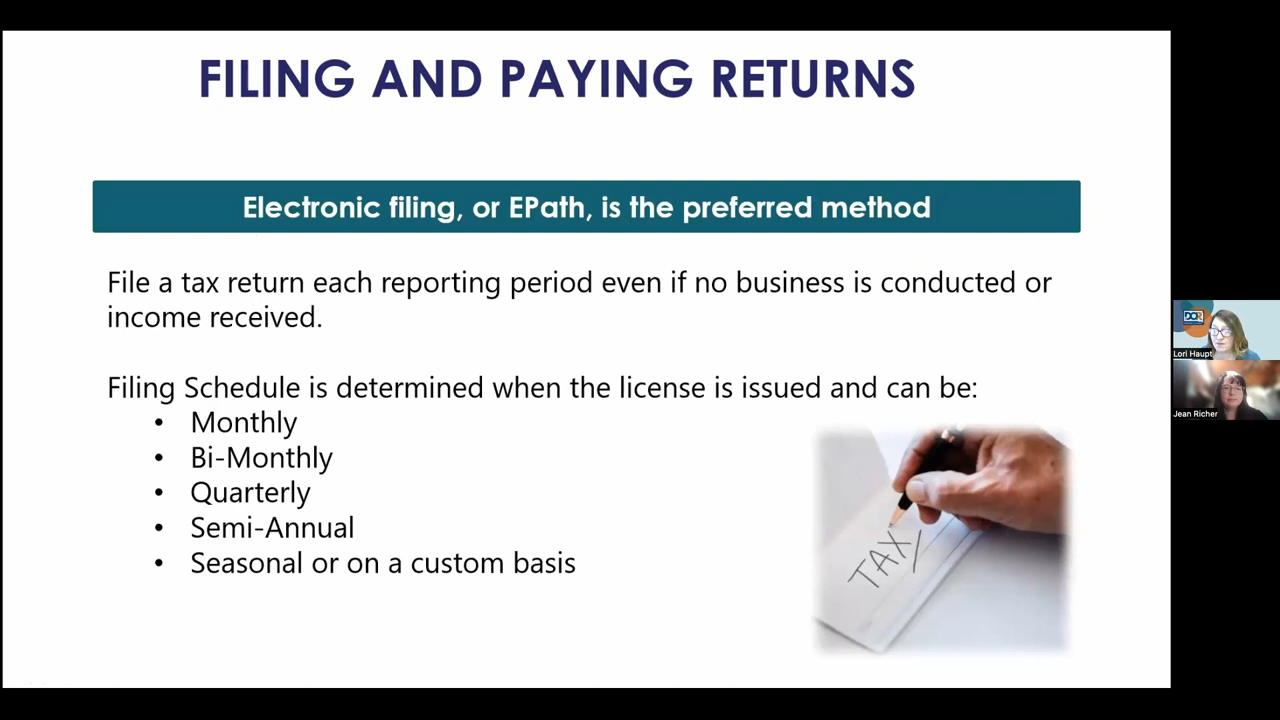 FILING AND PAYING RETURNS
Electronic filing, or EPath, is the preferred method
File a tax return each reporting period even if no business is conducted or
income received.
Filing Schedule is determined when the license is issued and can be:
• Monthly
• Bi-Monthly
• Quarterly
• Semi-Annual
• Seasonal or on a custom basis
TAX
DOR
Lori Haupt
Jean Richer